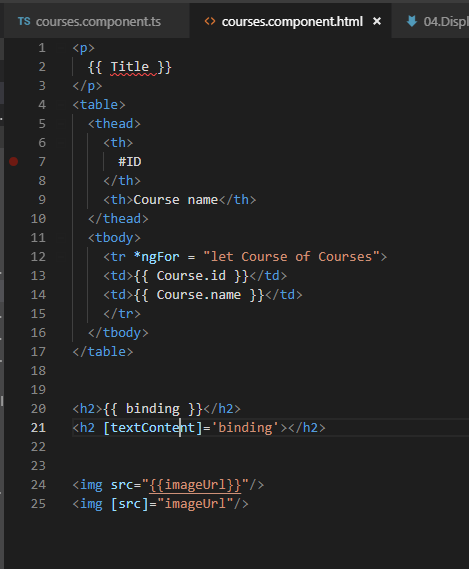 TS courses.component.ts <> courses.component.html × 04.Displ
1 <p>
2 {{ Title }}
3 </p>
4 <table>
5 <thead>
6 <th>
7 #ID
8 </th>
9 <th>Course name</th>
10 </thead>
11 <tbody>
12 <tr *ngFor = "let Course of Courses">
13 <td>{{ Course.id }}</td>
14 <td>{{ Course.name }}</td>
15 </tr>
16 </tbody>
17 </table>
18
19
20 <h2>{{ binding }}</h2>
21 <h2 [textContent]='binding'></h2>
22
23
24 <img src="{{imageUrl}}"/>
25 <img [src]="imageUrl"/>